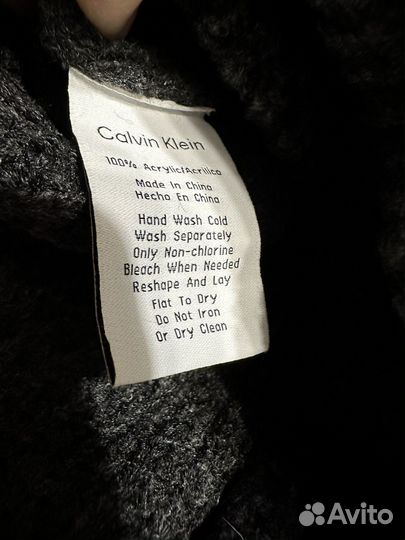 Calvin Klein
100% Acrylic/Acrilico
Made In China
Hecho En China
Hand Wash Cold
Wash Separately
Only Non-chlorine
Bleach When Needed
Reshape And Lay
Flat To Dry
Do Not Iron
Or Dry Clean
Avito